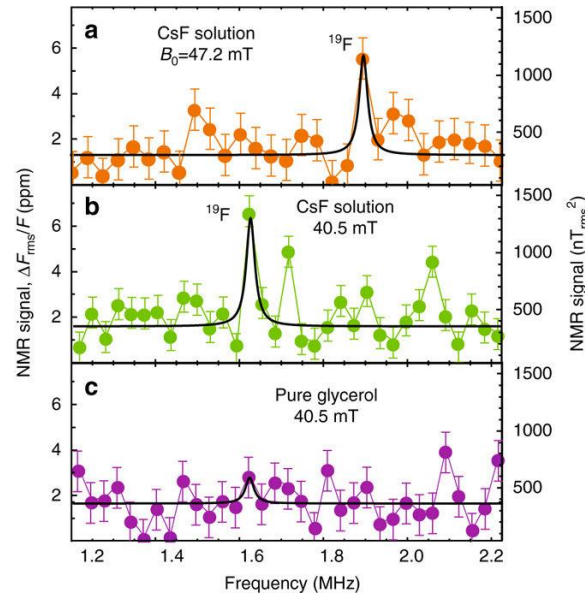 a
CsF solution
B₀=47.2 mT
¹⁹F
6
4
2
1500
1000
500
b
CsF solution
40.5 mT
¹⁹F
6
4
2
1500
1000
500
c
Pure glycerol
40.5 mT
6
4
2
1500
1000
500
1.2
1.4
1.6
1.8
2.0
2.2
Frequency (MHz)
NMR signal, ΔFrms/F (ppm)
NMR signal (nTrms²)